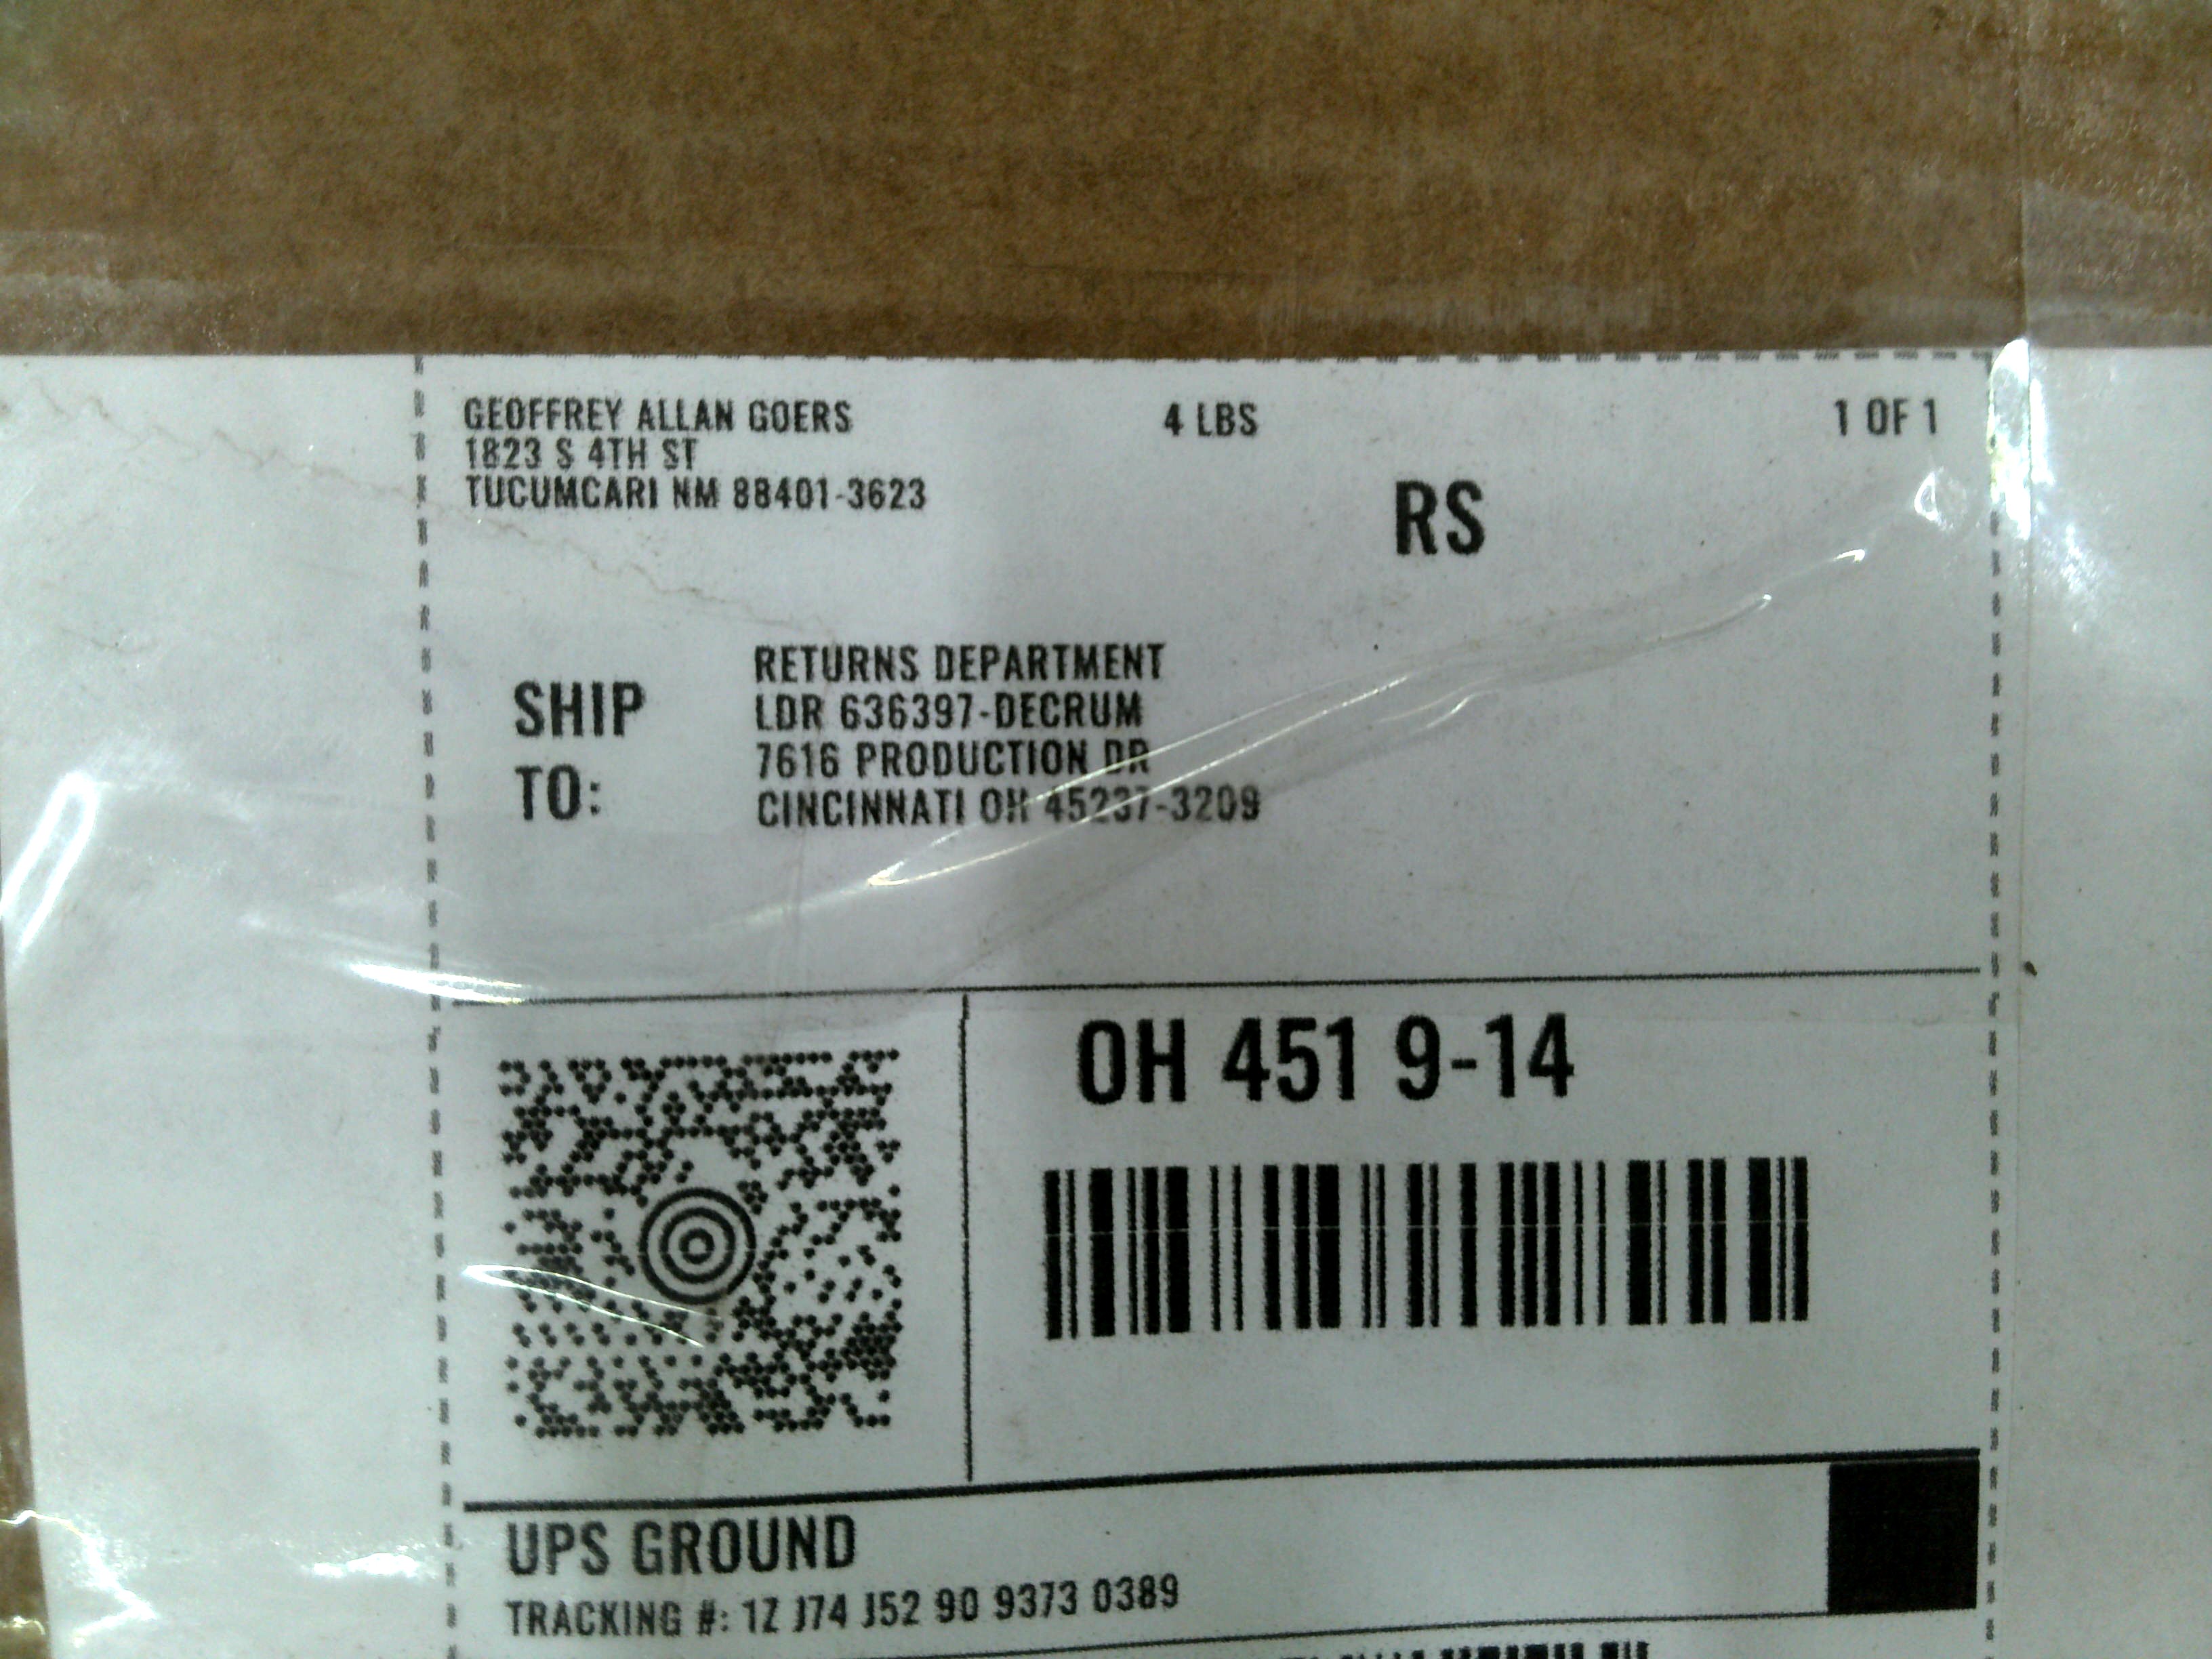 GEOFFREY ALLAN GOERS 4 LBS 1 OF 1
1823 S 4TH ST
TUCUMCARI NM 88401-3623
RS
SHIP TO:
RETURNS DEPARTMENT
LDR 636397-DECRUM
7616 PRODUCTION DR
CINCINNATI OH 45237-3209
OH 451 9-14
UPS GROUND
TRACKING #: 1Z J74 J52 90 9373 0389